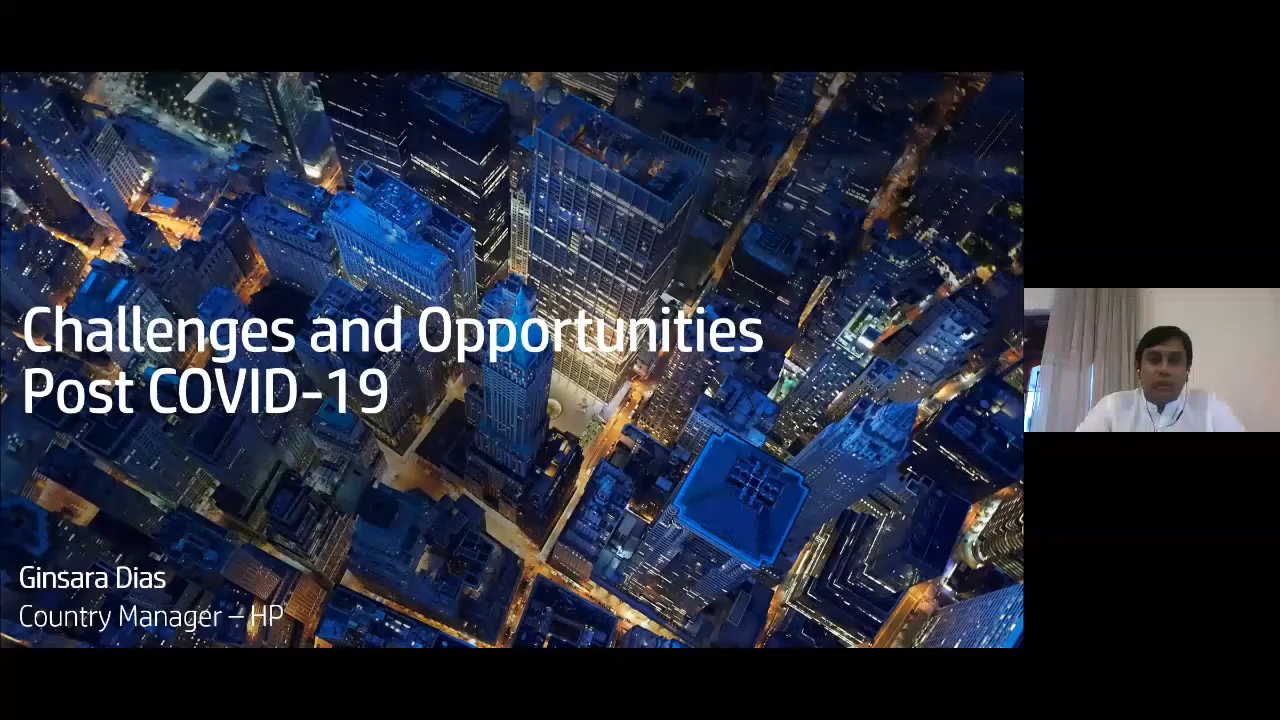 Challenges and Opportunities
Post COVID-19
Ginsara Dias
Country Manager – HP